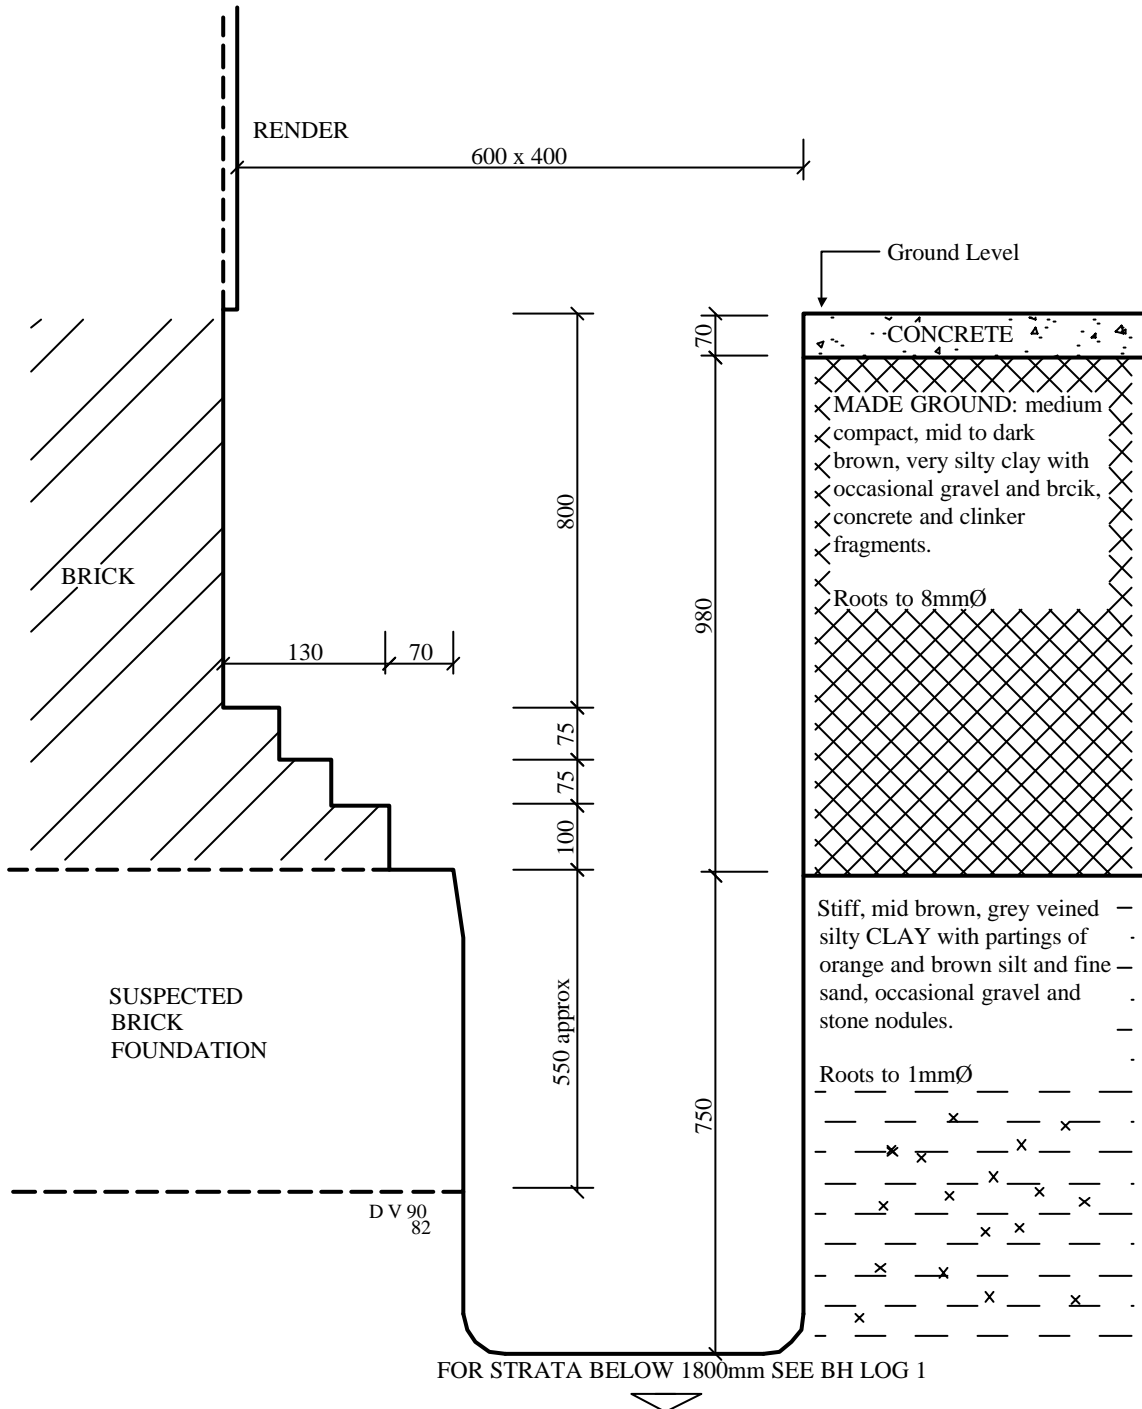 RENDER
600 x 400
Ground Level
70
CONCRETE
MADE GROUND: medium
compact, mid to dark
brown, very silty clay with
occasional gravel and brcik,
concrete and clinker
fragments.
Roots to 8mmØ
800
980
BRICK
130
70
75
75
100
Stiff, mid brown, grey veined
silty CLAY with partings of
orange and brown silt and fine
sand, occasional gravel and
stone nodules.
Roots to 1mmØ
SUSPECTED
BRICK
FOUNDATION
550 approx
750
D V 90
82
FOR STRATA BELOW 1800mm SEE BH LOG 1